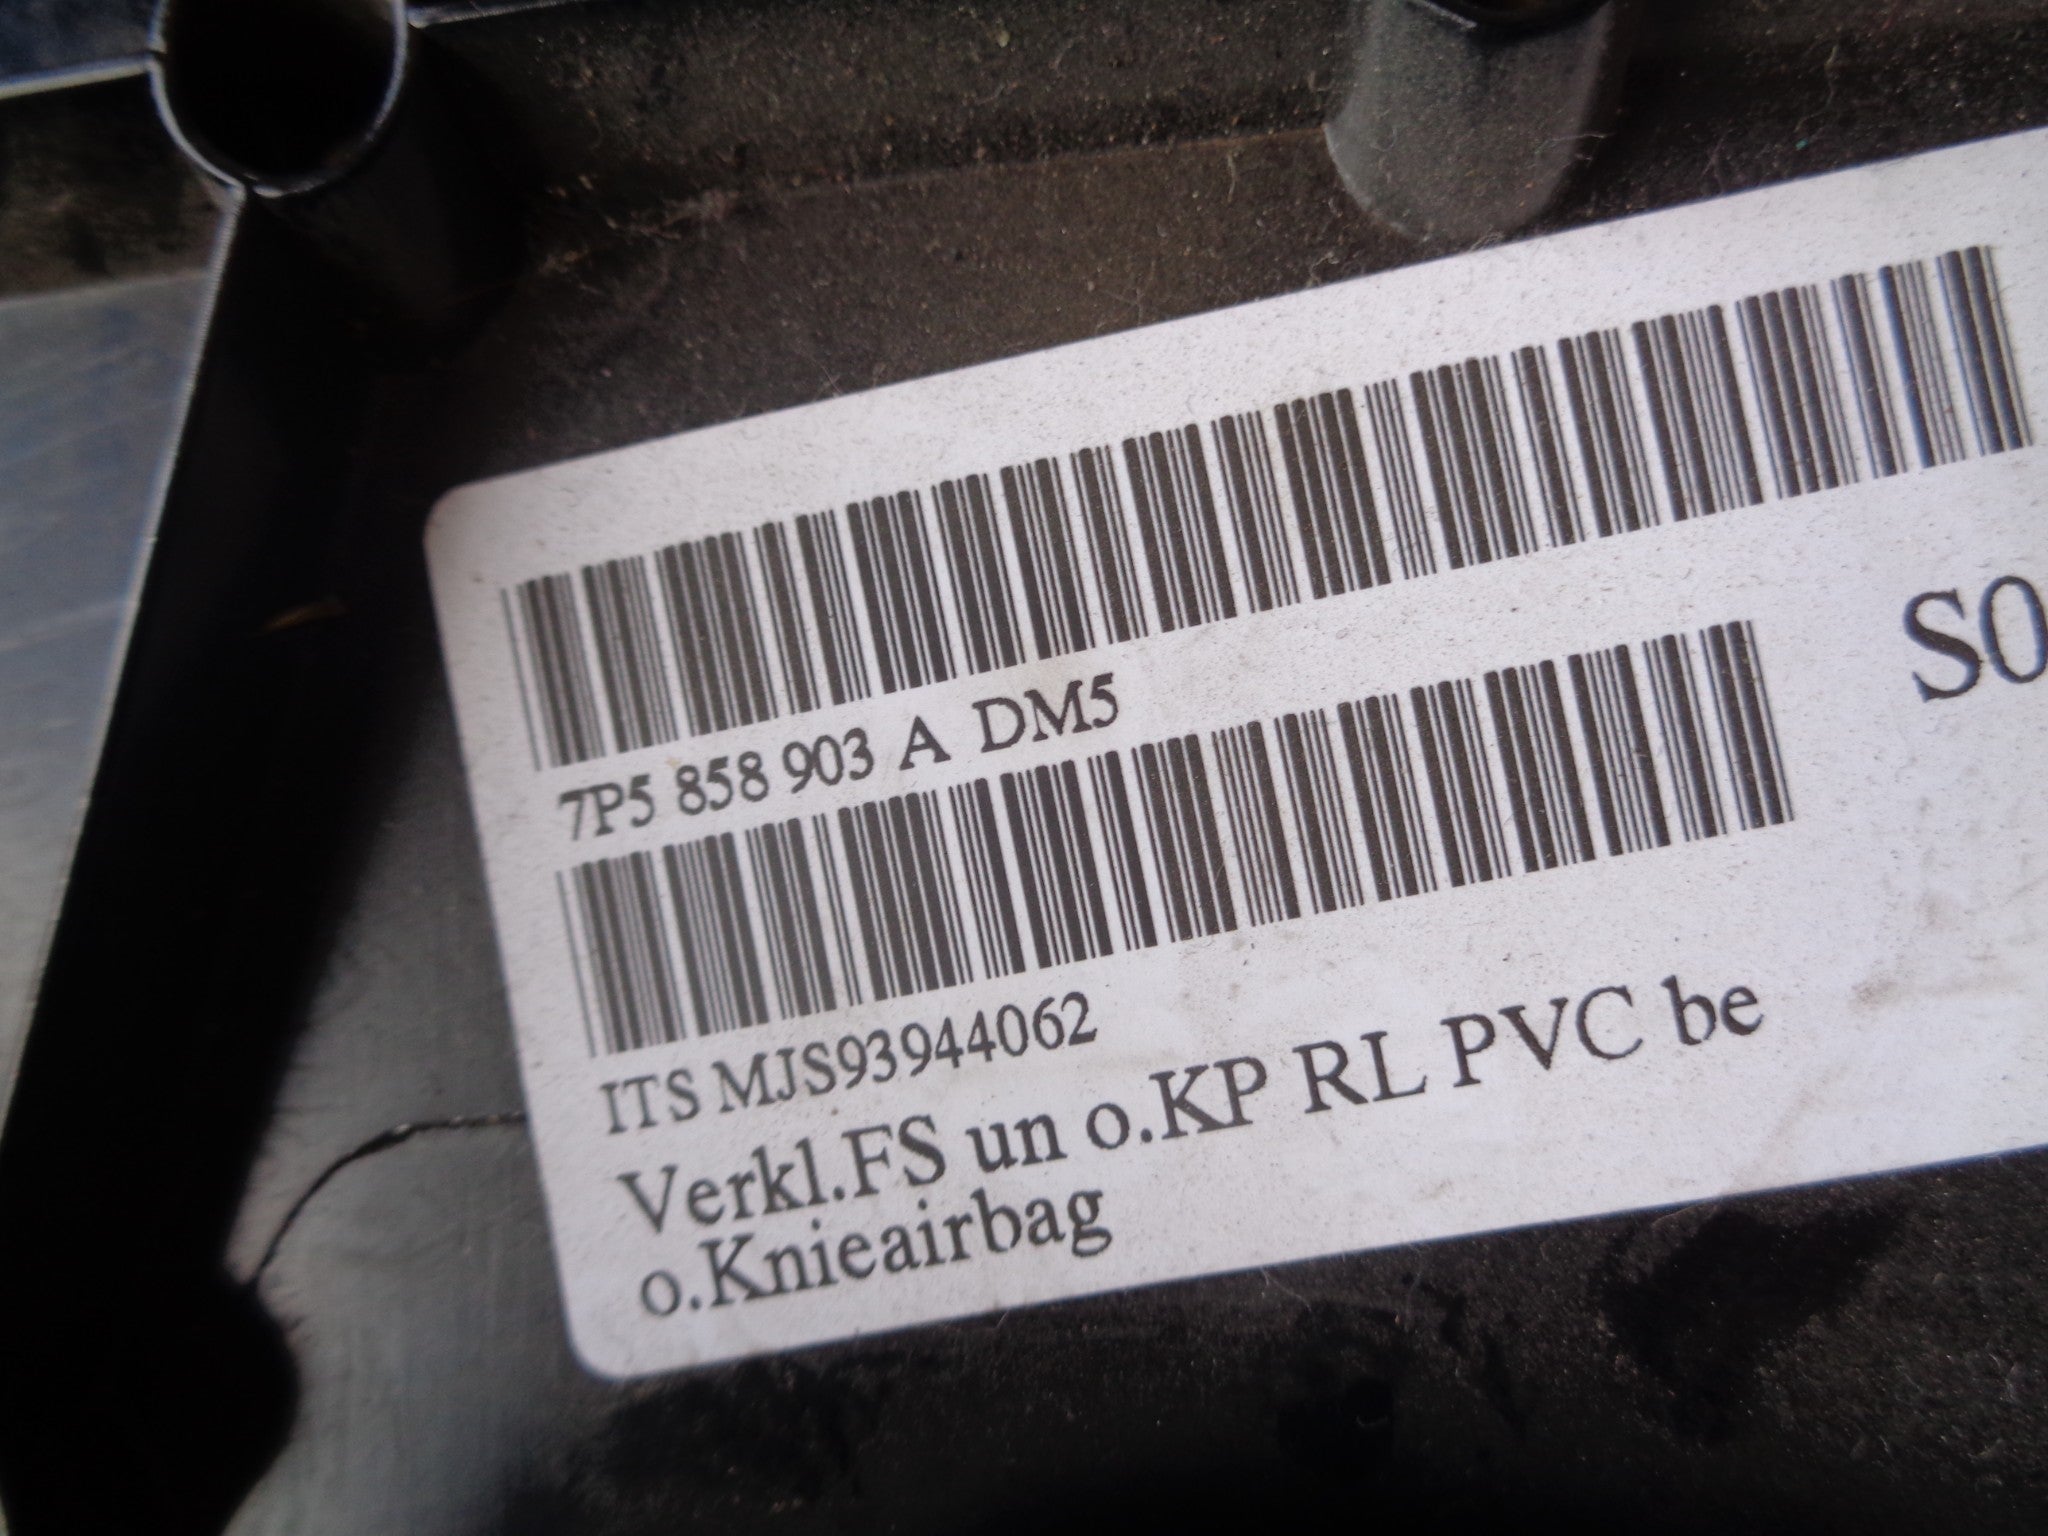 7P5 858 903 A DM5
S0
ITS MJS93944062
Verkl.FS un o.KP RL PVC be
o.Knieairbag